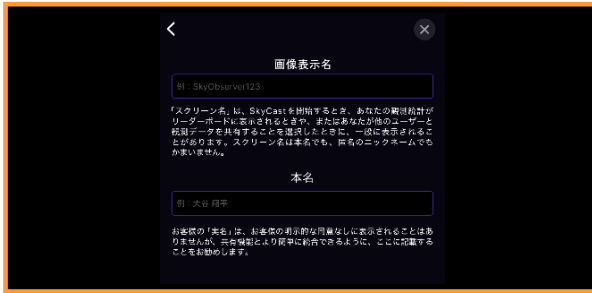 画像表示名
例：SkyObserver123
「スクリーン名」は、SkyCastを開始するとき、あなたの観測統計が
リーダーボードに表示されるときや、またはあなたが他のユーザーと
観測データを共有することを選択したときに、一般に表示されるこ
とがあります。スクリーン名は本名でも、匿名のニックネームでも
かまいません。
本名
例：大谷 翔平
お客様の「実名」は、お客様の明示的な同意なしに表示されることはあ
りませんが、共有機能とより簡単に統合できるように、ここに記載する
ことをお勧めします。